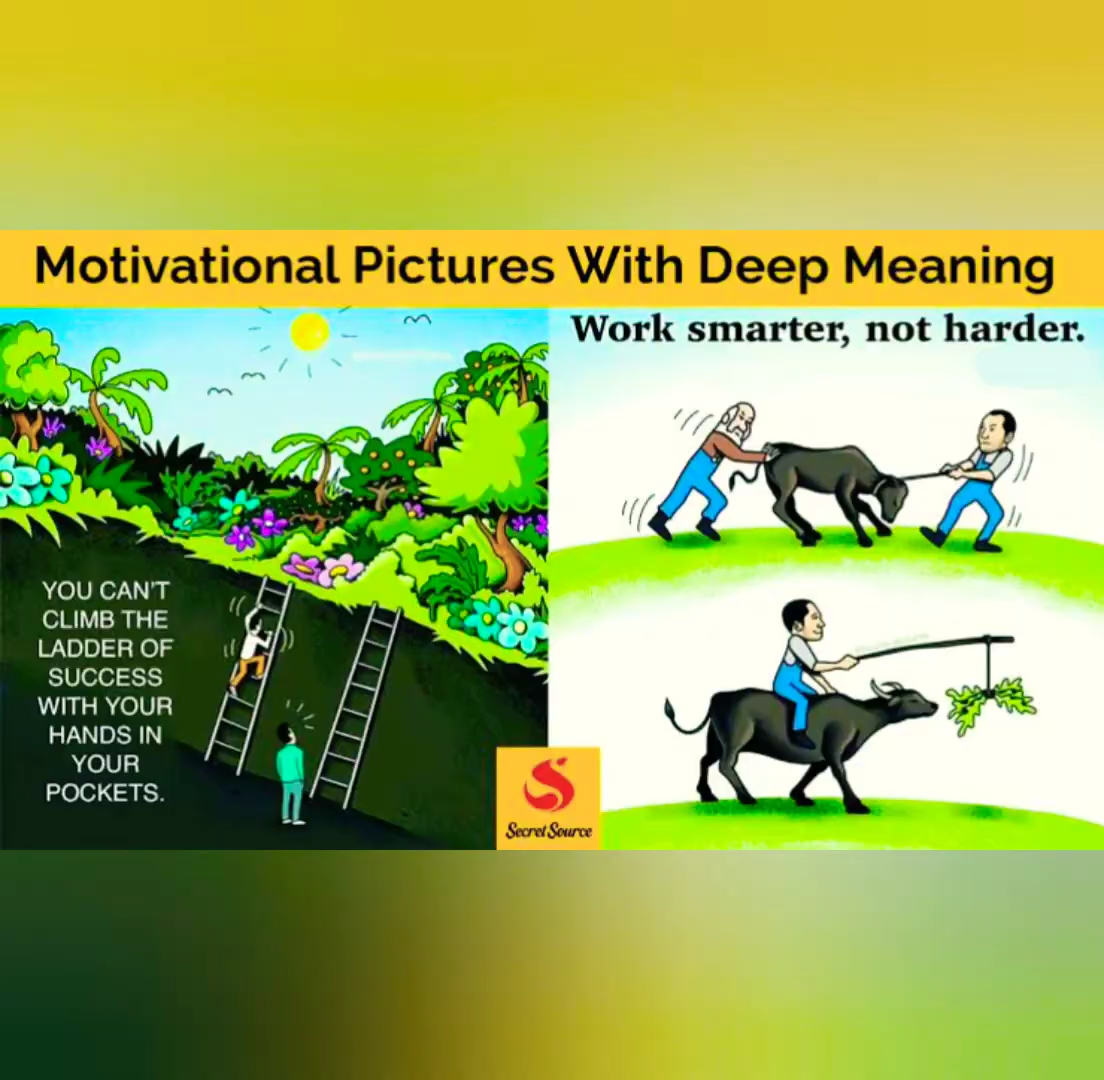 Motivational Pictures With Deep Meaning
YOU CAN'T
CLIMB THE
LADDER OF
SUCCESS
WITH YOUR
HANDS IN
YOUR
POCKETS.
Work smarter, not harder.
Secret Source